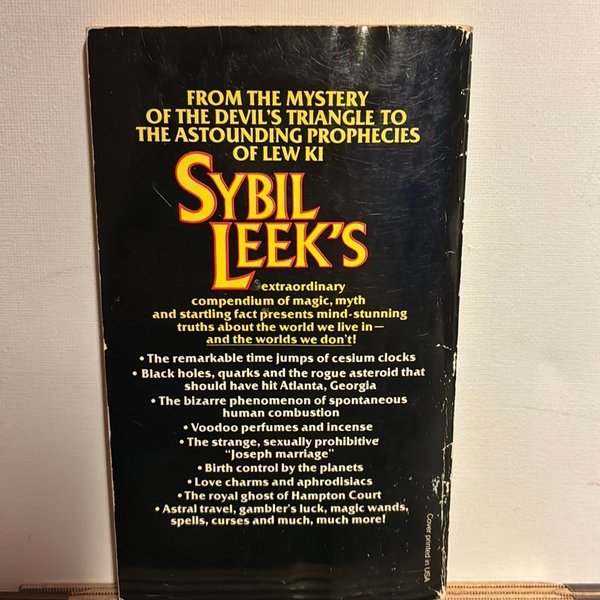 FROM THE MYSTERY
OF THE DEVIL'S TRIANGLE TO
THE ASTOUNDING PROPHECIES
OF LEW KI
SYBIL
LEEK'S
extraordinary
compendium of magic, myth
and startling fact presents mind-stunning
truths about the world we live in—
and the worlds we don't!
• The remarkable time jumps of cesium clocks
• Black holes, quarks and the rogue asteroid that
should have hit Atlanta, Georgia
• The bizarre phenomenon of spontaneous
human combustion
• Voodoo perfumes and incense
• The strange, sexually prohibitive
"Joseph marriage"
• Birth control by the planets
• Love charms and aphrodisiacs
• The royal ghost of Hampton Court
• Astral travel, gambler's luck, magic wands,
spells, curses and much, much more!
Cover printed in USA